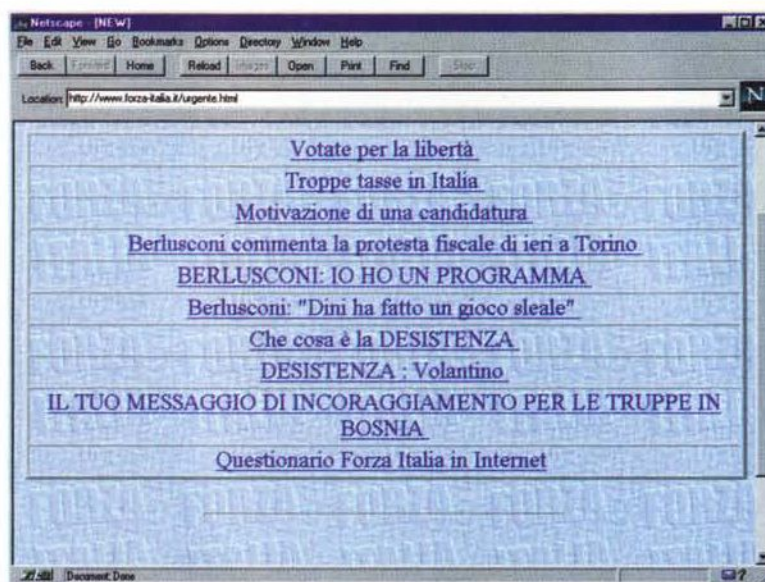 Netscape - [NEW]
File Edit View Go Bookmarks Options Directory Window Help
Back Forward Home Reload Images Open Print Find Stop
Location: http://www.forza-italia.it/urgente.html
N
Votate per la libertà
Troppe tasse in Italia
Motivazione di una candidatura
Berlusconi commenta la protesta fiscale di ieri a Torino
BERLUSCONI: IO HO UN PROGRAMMA
Berlusconi: "Dini ha fatto un gioco sleale"
Che cosa è la DESISTENZA
DESISTENZA : Volantino
IL TUO MESSAGGIO DI INCORAGGIAMENTO PER LE TRUPPE IN
BOSNIA
Questionario Forza Italia in Internet
Document: Done